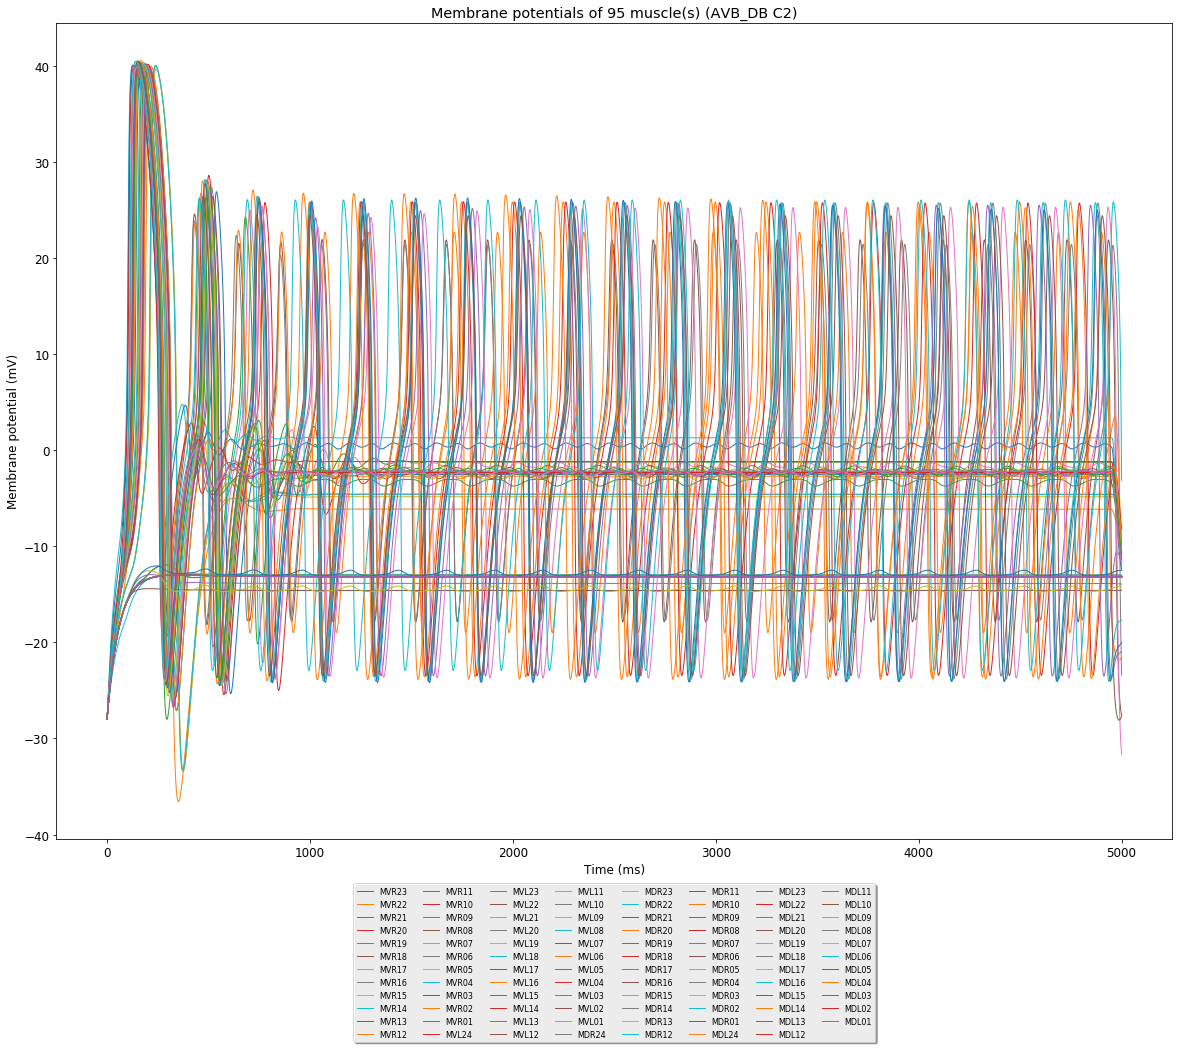 Membrane potentials of 95 muscle(s) (AVB_DB C2)
40
30
20
10
0
−10
−20
−30
−40
Membrane potential (mV)
0 1000 2000 3000 4000 5000
Time (ms)
MVR23 MVR11 MVL23 MVL11 MDR23 MDR11 MDL23 MDL11
MVR22 MVR10 MVL22 MVL10 MDR22 MDR10 MDL22 MDL10
MVR21 MVR09 MVL21 MVL09 MDR21 MDR09 MDL21 MDL09
MVR20 MVR08 MVL20 MVL08 MDR20 MDR08 MDL20 MDL08
MVR19 MVR07 MVL19 MVL07 MDR19 MDR07 MDL19 MDL07
MVR18 MVR06 MVL18 MVL06 MDR18 MDR06 MDL18 MDL06
MVR17 MVR05 MVL17 MVL05 MDR17 MDR05 MDL17 MDL05
MVR16 MVR04 MVL16 MVL04 MDR16 MDR04 MDL16 MDL04
MVR15 MVR03 MVL15 MVL03 MDR15 MDR03 MDL15 MDL03
MVR14 MVR02 MVL14 MVL02 MDR14 MDR02 MDL14 MDL02
MVR13 MVR01 MVL13 MVL01 MDR13 MDR01 MDL13 MDL01
MVR12 MVL24 MVL12 MDR24 MDR12 MDL24 MDL12